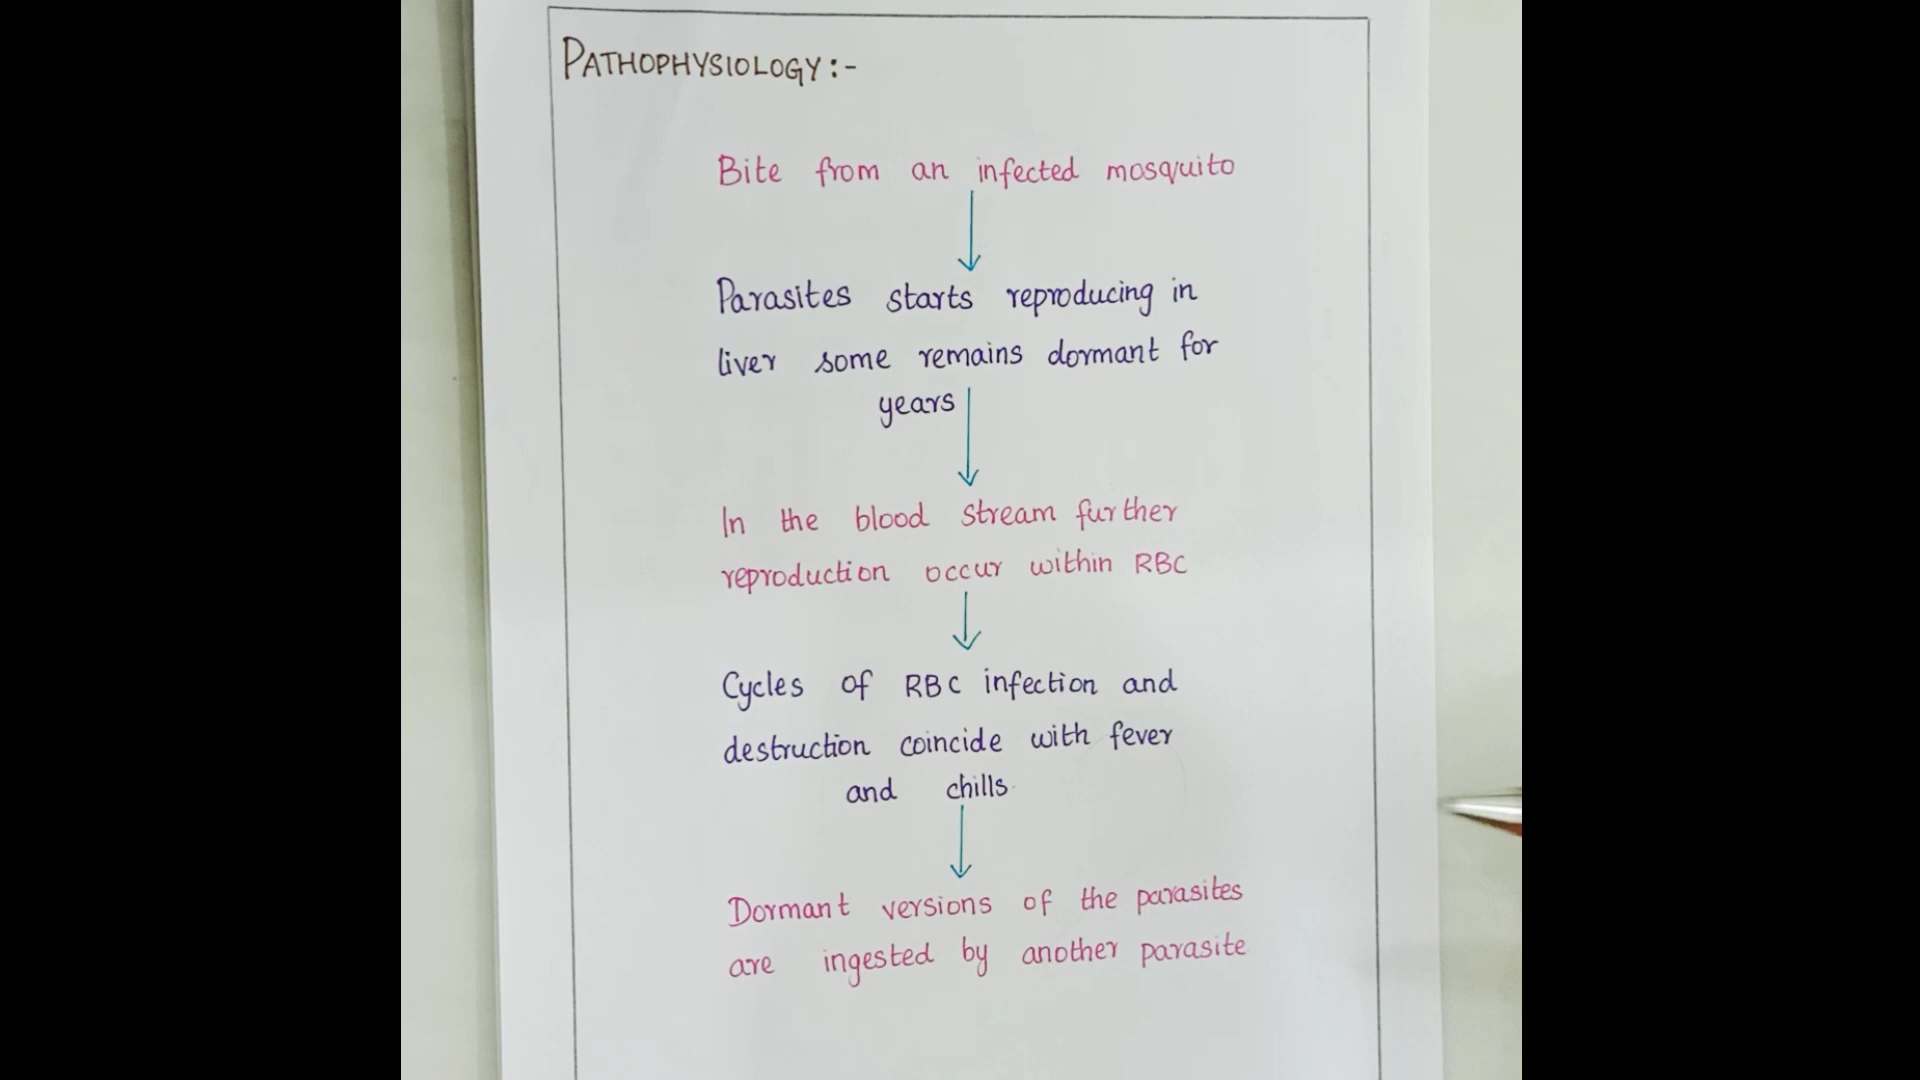 PATHOPHYSIOLOGY:-
Bite from an infected mosquito
Parasites starts reproducing in
liver some remains dormant for
years
In the blood stream further
reproduction occur within RBC
Cycles of RBC infection and
destruction coincide with fever
and chills.
Dormant versions of the parasites
are ingested by another parasite